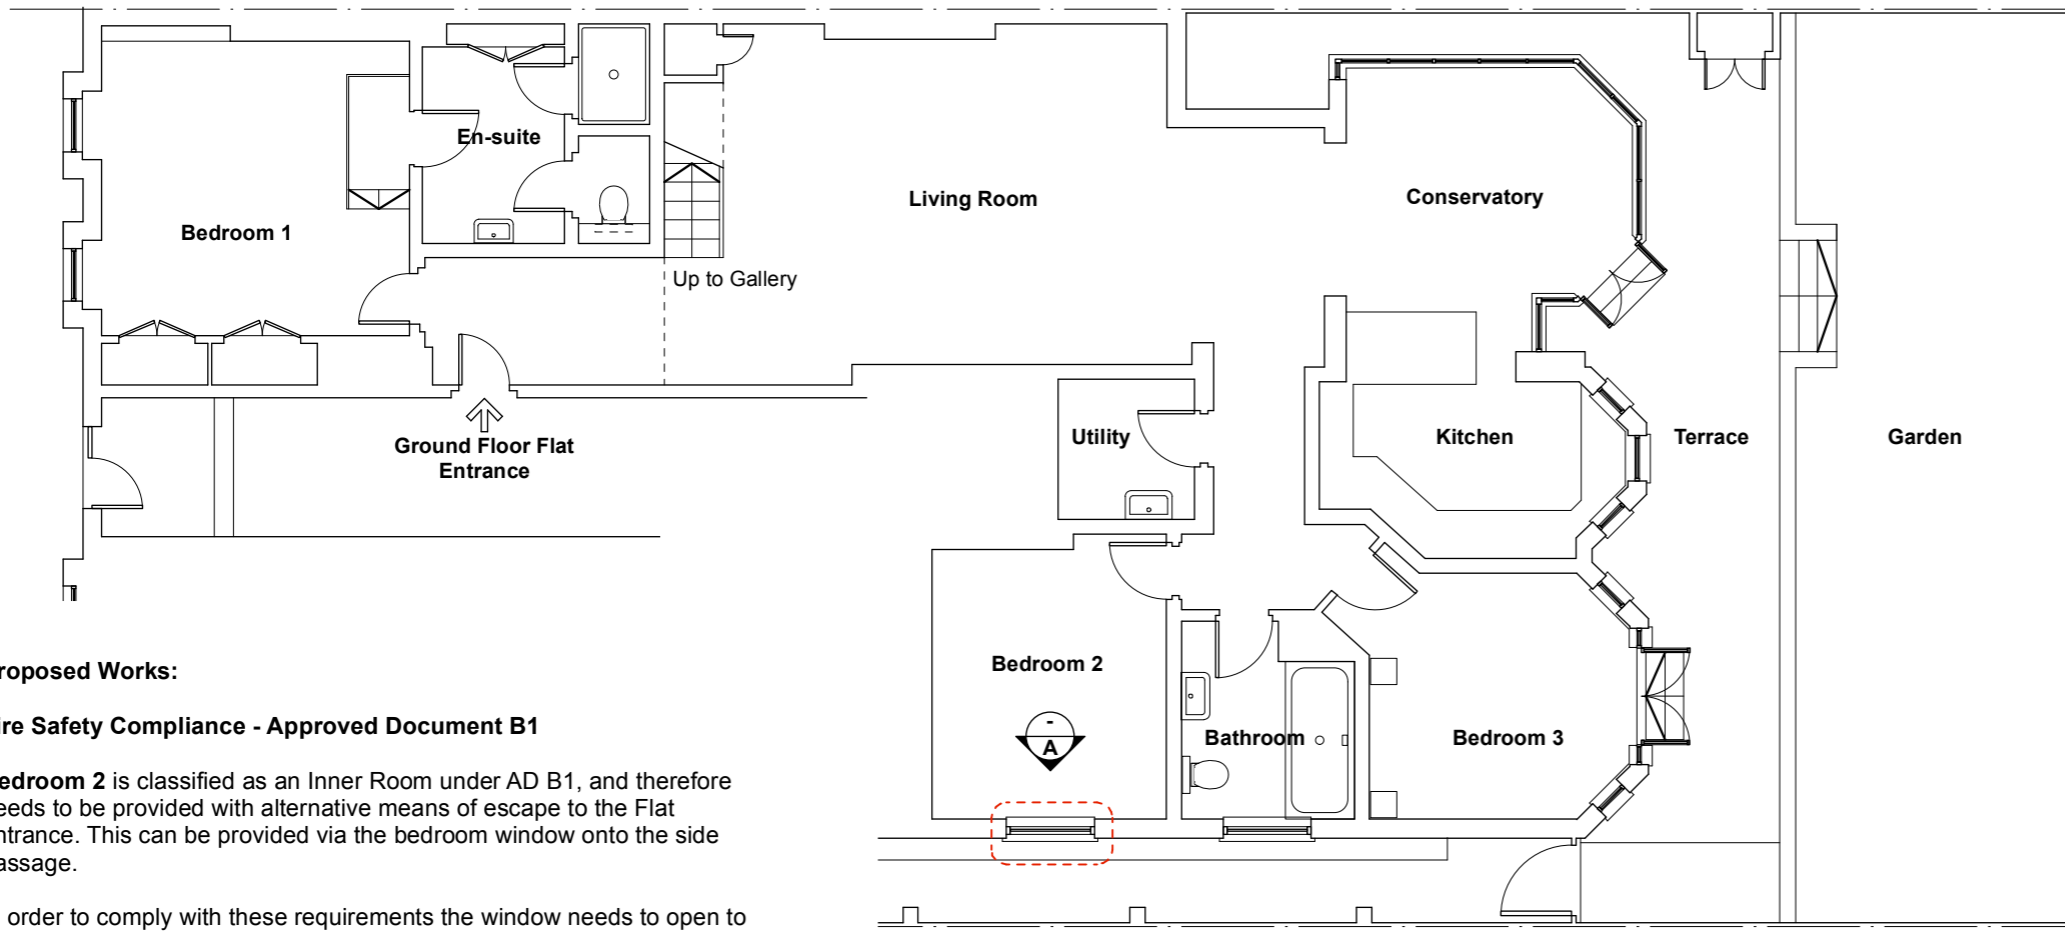 En-suite
Living Room
Conservatory
Bedroom 1
Up to Gallery
Ground Floor Flat
Entrance
Utility
Kitchen
Terrace
Garden
Bedroom 2
-
A
Bathroom
Bedroom 3
roposed Works:
ire Safety Compliance - Approved Document B1
edroom 2 is classified as an Inner Room under AD B1, and therefore
eeds to be provided with alternative means of escape to the Flat
ntrance. This can be provided via the bedroom window onto the side
assage.
order to comply with these requirements the window needs to open to